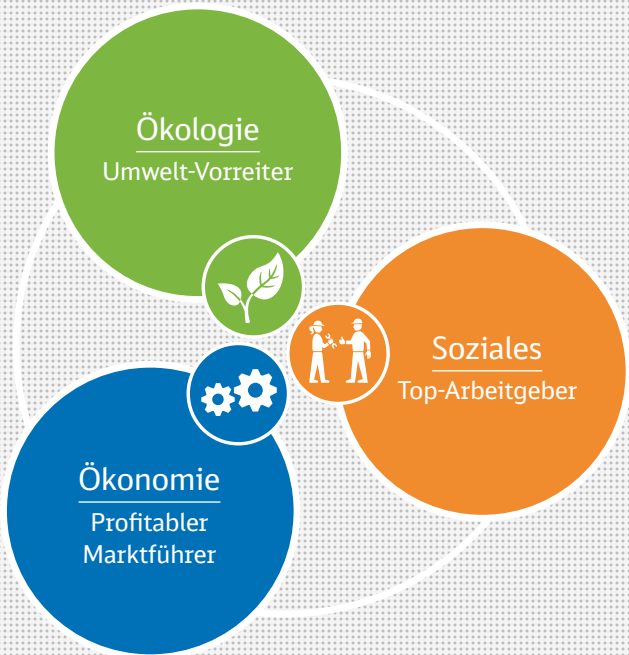 Ökologie
Umwelt-Vorreiter
Soziales
Top-Arbeitgeber
Ökonomie
Profitabler
Marktführer